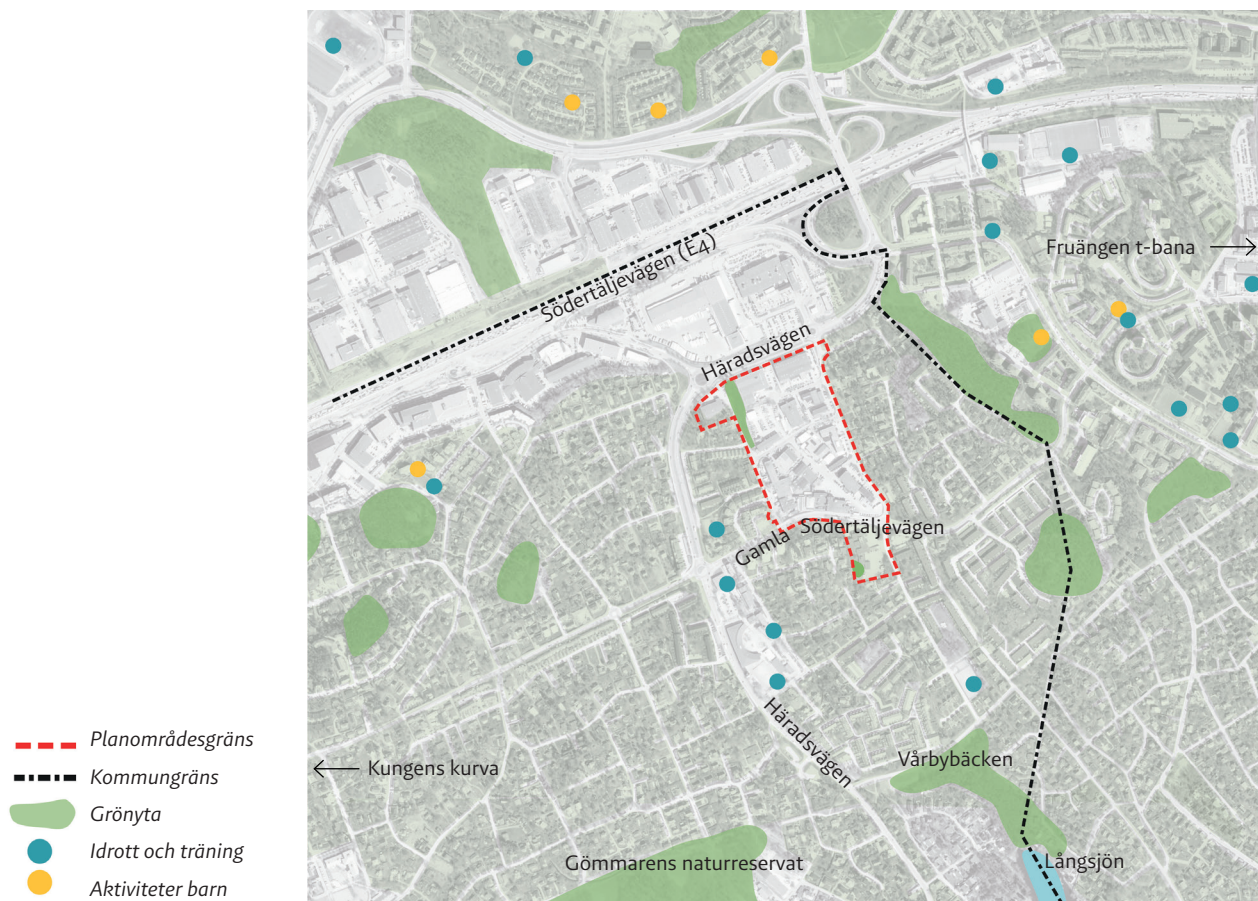 Södertäljevägen (E4)
Fruängen t-bana
Häradsvägen
Gamla Södertäljevägen
Häradsvägen
Vårbybäcken
Kungens kurva
Gömmarens naturreservat
Långsjön
Planområdesgräns
Kommungräns
Grönyta
Idrott och träning
Aktiviteter barn